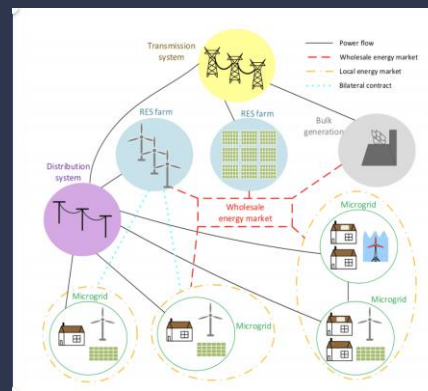 Transmission
system
Power flow
Wholesale energy market
Local energy market
Bilateral contract
RES farm
RES farm
Bulk
generation
Distribution
system
Wholesale
energy market
Microgrid
Microgrid
Microgrid
Microgrid